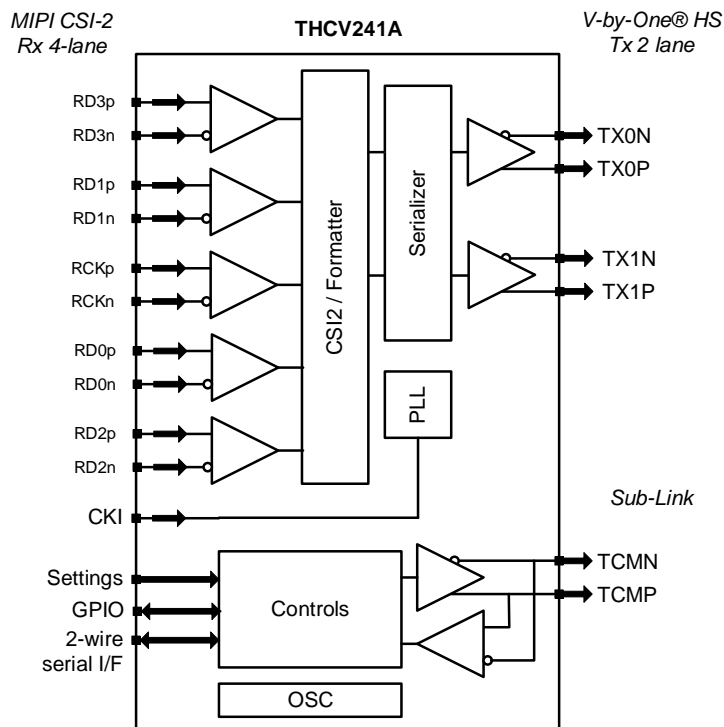 MIPI CSI-2
Rx 4-lane
THCV241A
V-by-One® HS
Tx 2 lane
RD3p
RD3n
RD1p
RD1n
RCKp
RCKn
RD0p
RD0n
RD2p
RD2n
CKI
CSI2 / Formatter
Serializer
PLL
TX0N
TX0P
TX1N
TX1P
Sub-Link
Settings
GPIO
2-wire
serial I/F
Controls
OSC
TCMN
TCMP